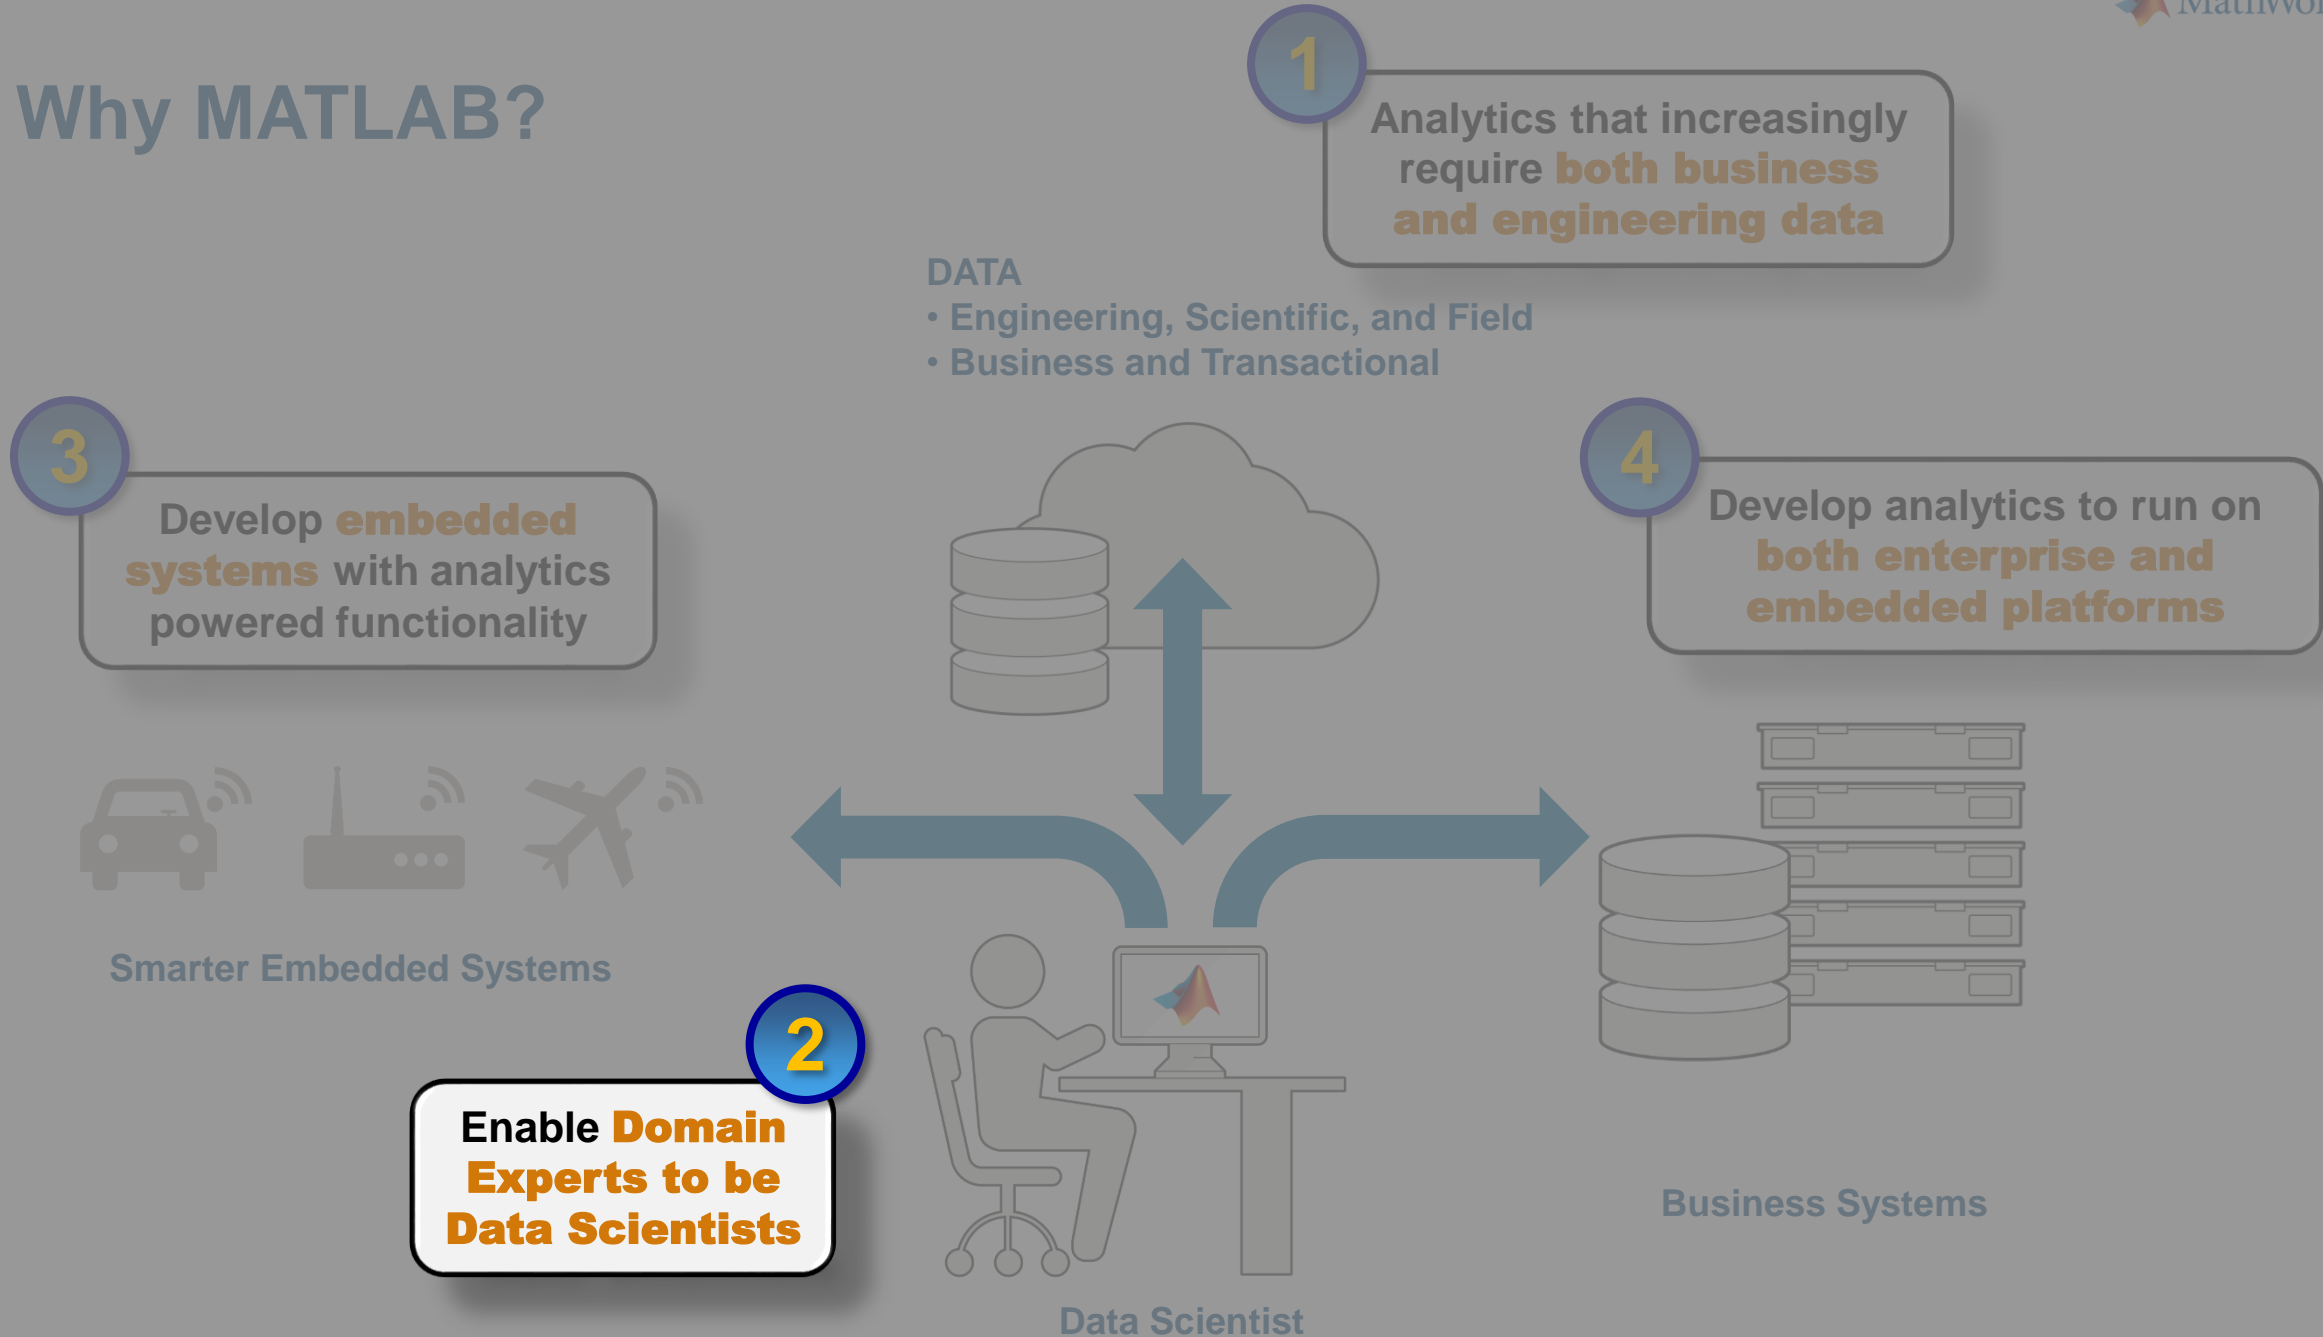 MathWor
Why MATLAB?
1
Analytics that increasingly
require both business
and engineering data
DATA
• Engineering, Scientific, and Field
• Business and Transactional
3
Develop embedded
systems with analytics
powered functionality
4
Develop analytics to run on
both enterprise and
embedded platforms
Smarter Embedded Systems
2
Enable Domain
Experts to be
Data Scientists
Business Systems
Data Scientist